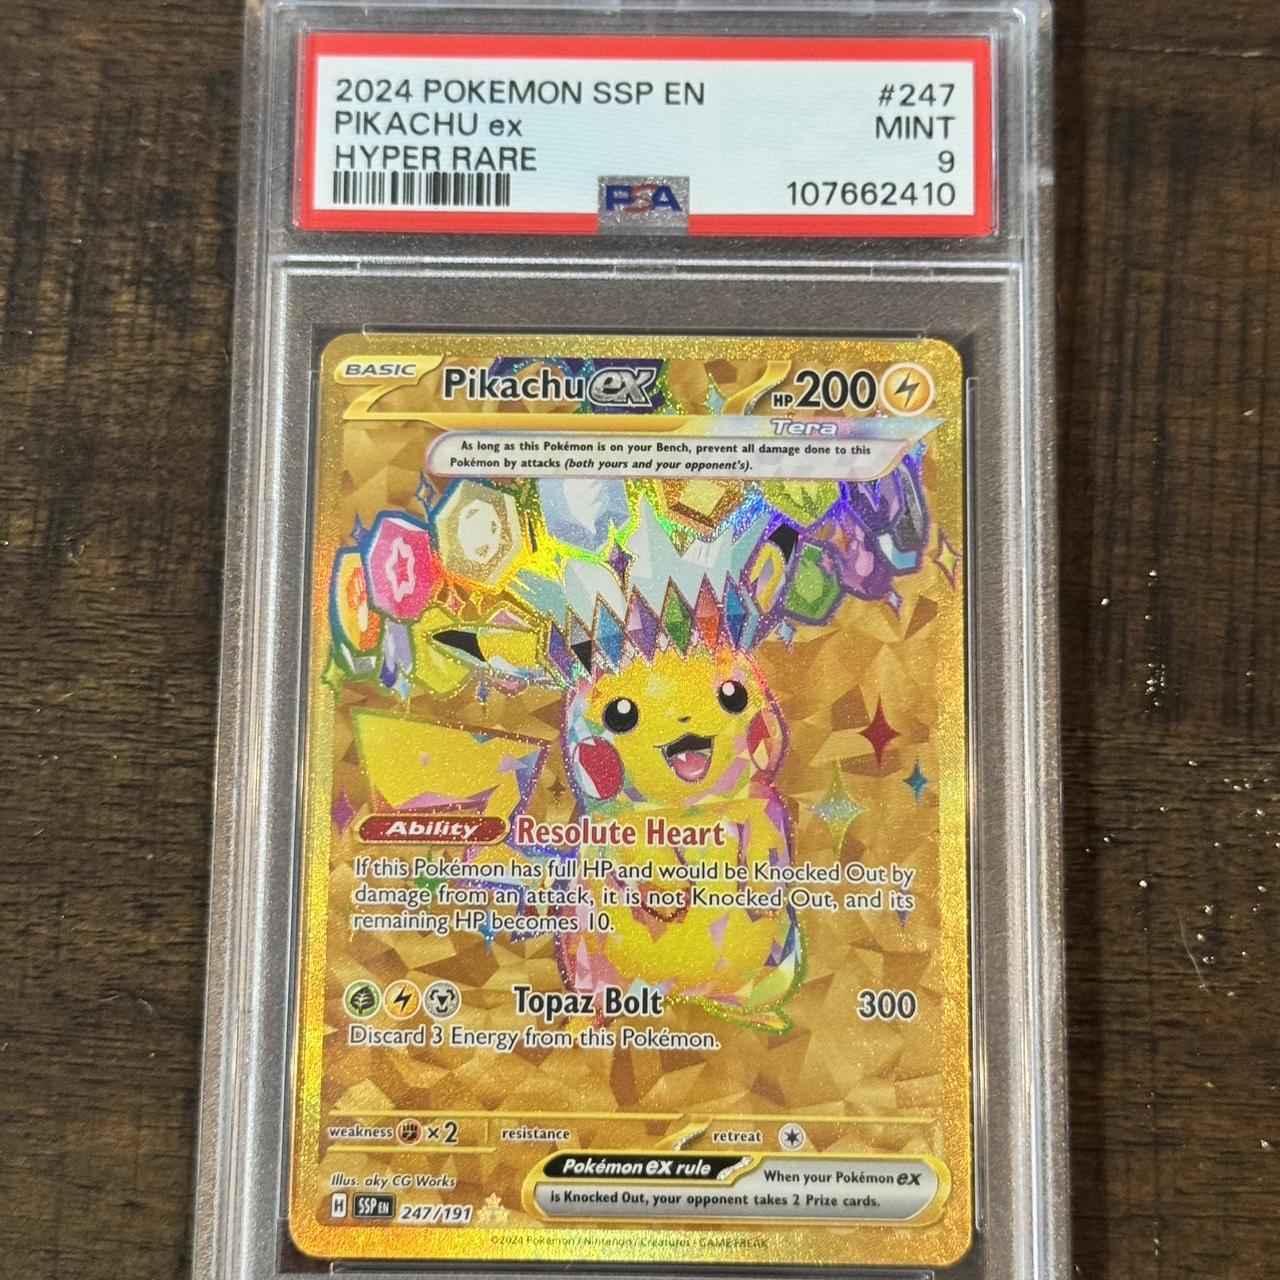 2024 POKEMON SSP EN #247
PIKACHU ex MINT
HYPER RARE 9
PSA 107662410
BASIC Pikachu ex HP 200
Tera
As long as this Pokémon is on your Bench, prevent all damage done to this
Pokémon by attacks (both yours and your opponent's).
Ability Resolute Heart
If this Pokémon has full HP and would be Knocked Out by
damage from an attack, it is not Knocked Out, and its
remaining HP becomes 10.
Topaz Bolt 300
Discard 3 Energy from this Pokémon.
weakness ×2 resistance retreat
Pokémon ex rule When your Pokémon ex
is Knocked Out, your opponent takes 2 Prize cards.
Illus. aky CG Works
H SSP EN 247/191
©2024 Pokémon / Nintendo / Creatures / GAME FREAK